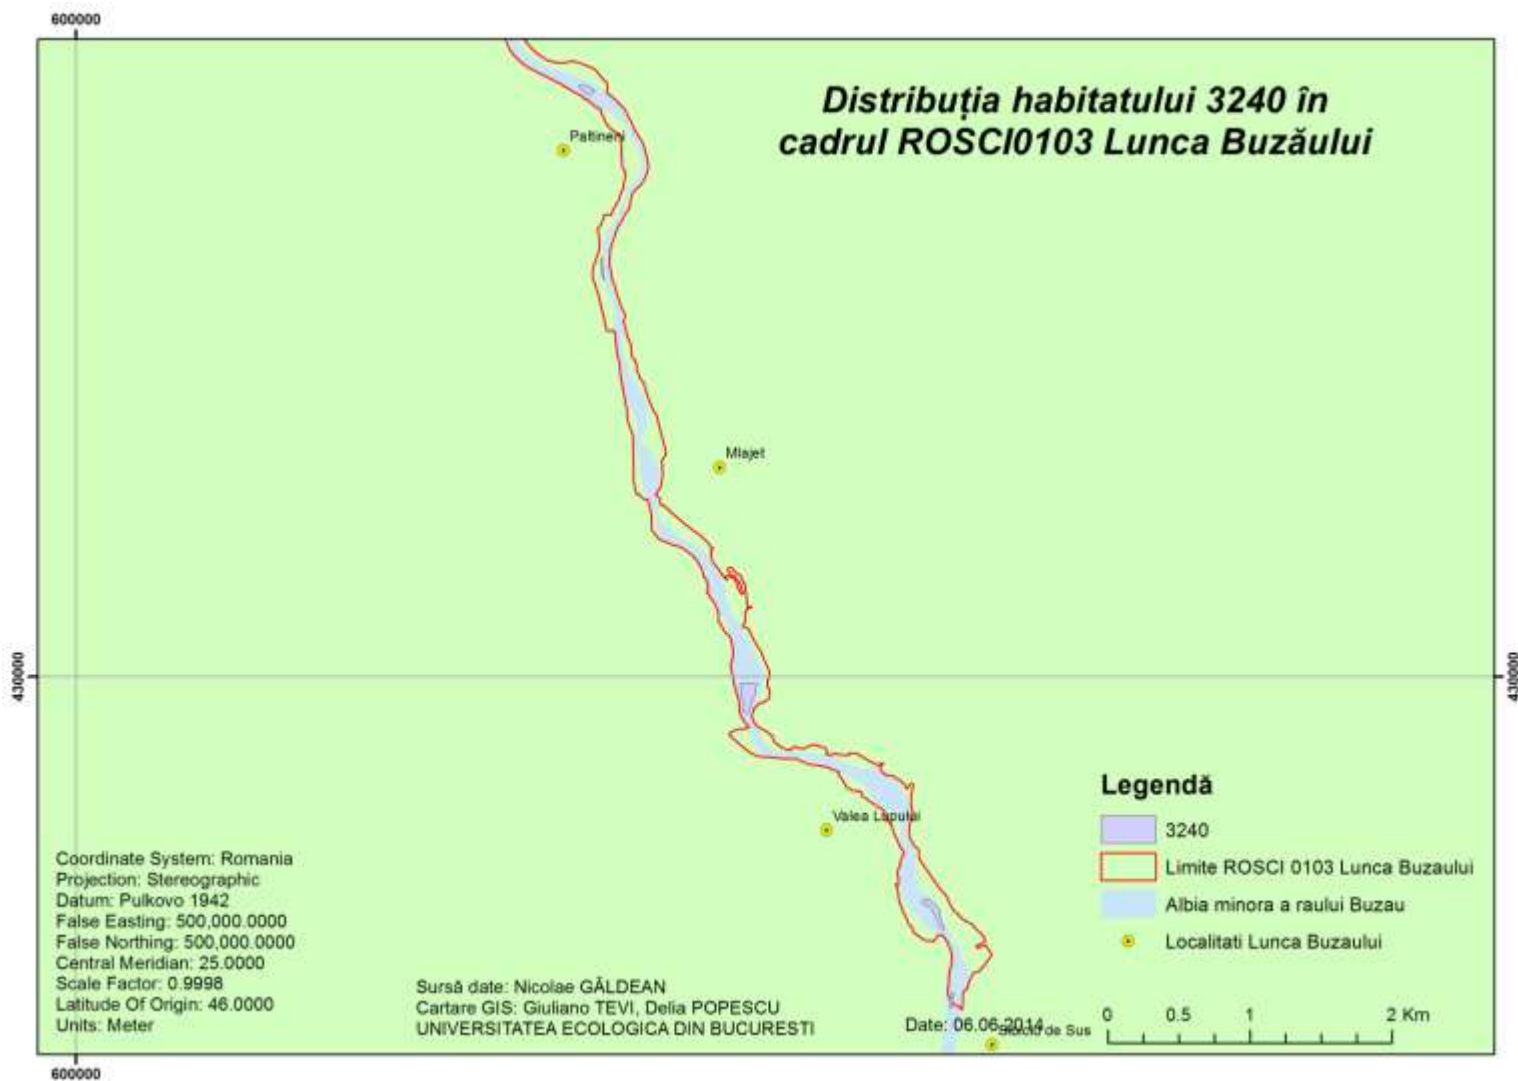 600000
Distribuția habitatului 3240 în
cadrul ROSCI0103 Lunca Buzăului
Paltineni
Mlajet
430000
430000
Valea Lupului
Legendă
3240
Limite ROSCI 0103 Lunca Buzaului
Albia minora a raului Buzau
Localitati Lunca Buzaului
Coordinate System: Romania
Projection: Stereographic
Datum: Pulkovo 1942
False Easting: 500,000.0000
False Northing: 500,000.0000
Central Meridian: 25.0000
Scale Factor: 0.9998
Latitude Of Origin: 46.0000
Units: Meter
Sursă date: Nicolae GÂLDEAN
Cartare GIS: Giuliano TEVI, Delia POPESCU
UNIVERSITATEA ECOLOGICA DIN BUCURESTI
Date: 06.06.2014
de Sus
0 0.5 1 2 Km
600000